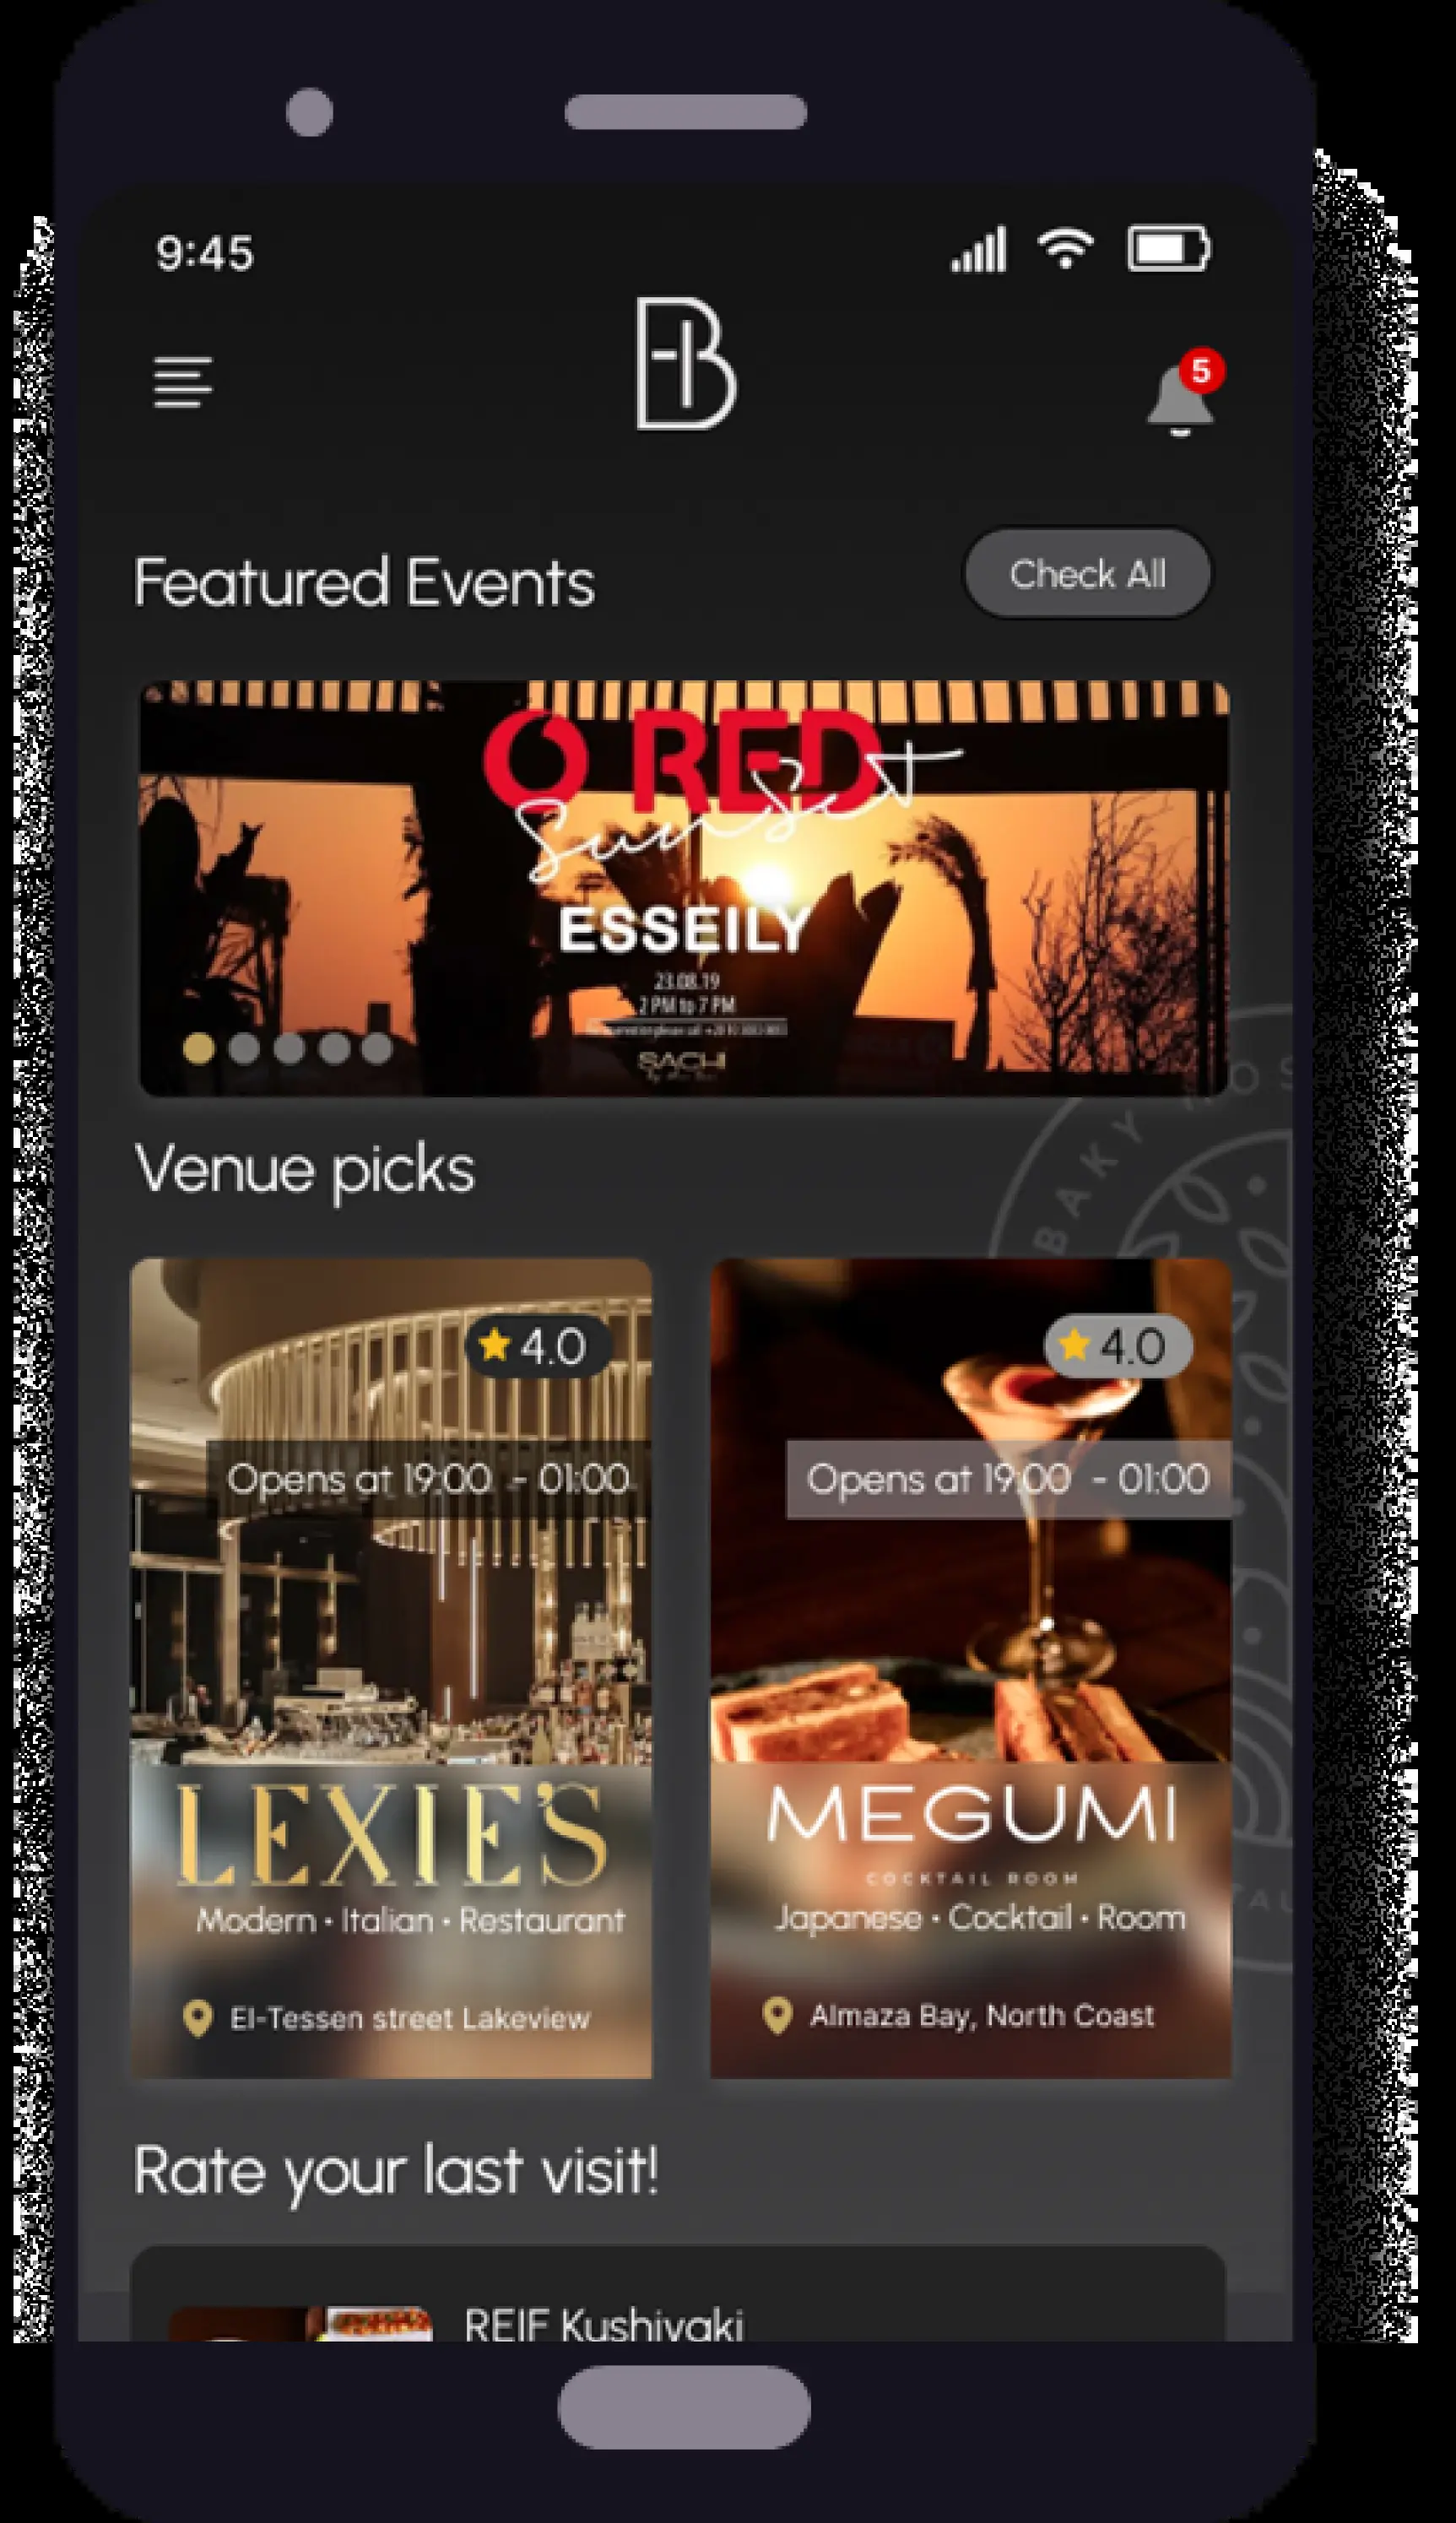 9:45
5
Featured Events
Check All
O RED
Sunset
ESSEILY
23.08.19
2 PM to 7 PM
SACHI
Venue picks
BAKY
4.0
4.0
Opens at 19:00 - 01:00
Opens at 19:00 - 01:00
LEXIE'S
Modern • Italian • Restaurant
El-Tessen street Lakeview
MEGUMI
COCKTAIL ROOM
Japanese • Cocktail • Room
Almaza Bay, North Coast
Rate your last visit!
REIF Kushiyaki